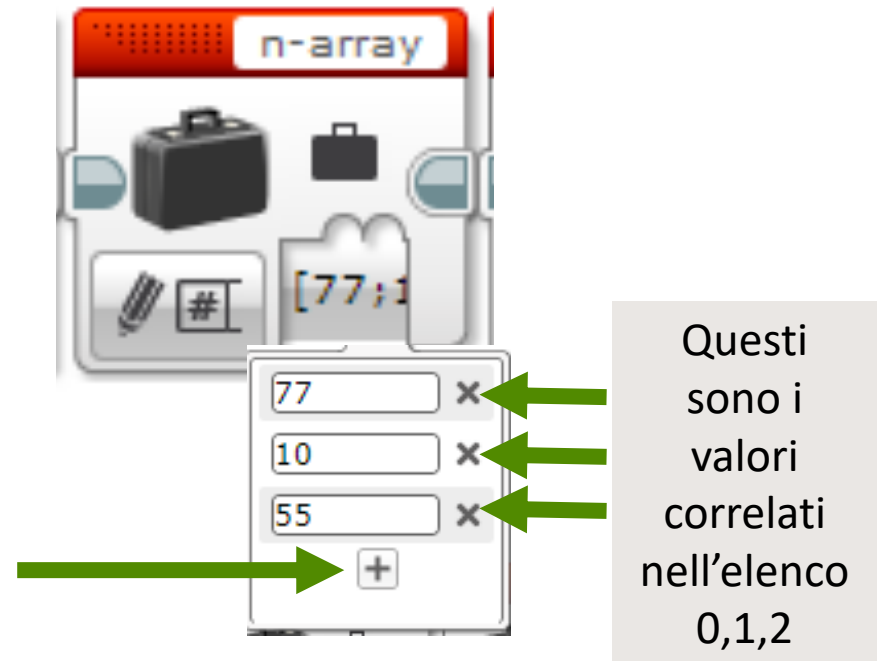 n-array
#
[77;1
77
10
55
Questi
sono i
valori
correlati
nell'elenco
0,1,2